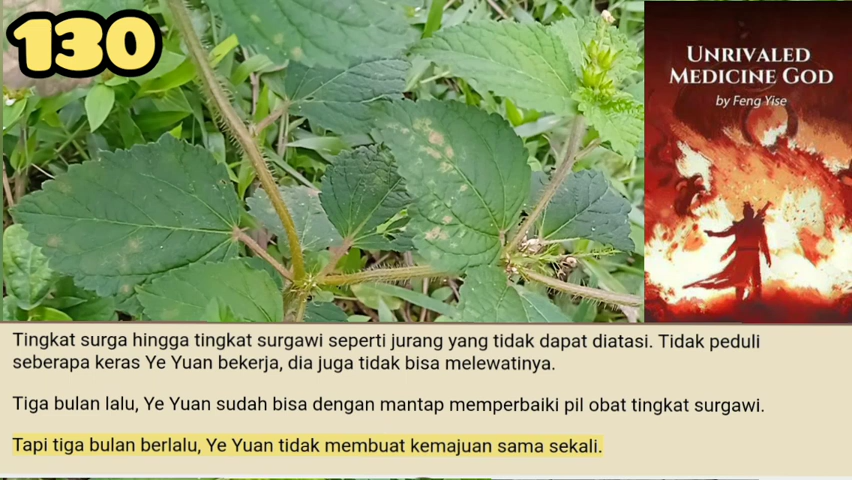 130
UNRIVALED
MEDICINE GOD
by Feng Yise
Tingkat surga hingga tingkat surgawi seperti jurang yang tidak dapat diatasi. Tidak peduli
seberapa keras Ye Yuan bekerja, dia juga tidak bisa melewatinya.
Tiga bulan lalu, Ye Yuan sudah bisa dengan mantap memperbaiki pil obat tingkat surgawi.
Tapi tiga bulan berlalu, Ye Yuan tidak membuat kemajuan sama sekali.